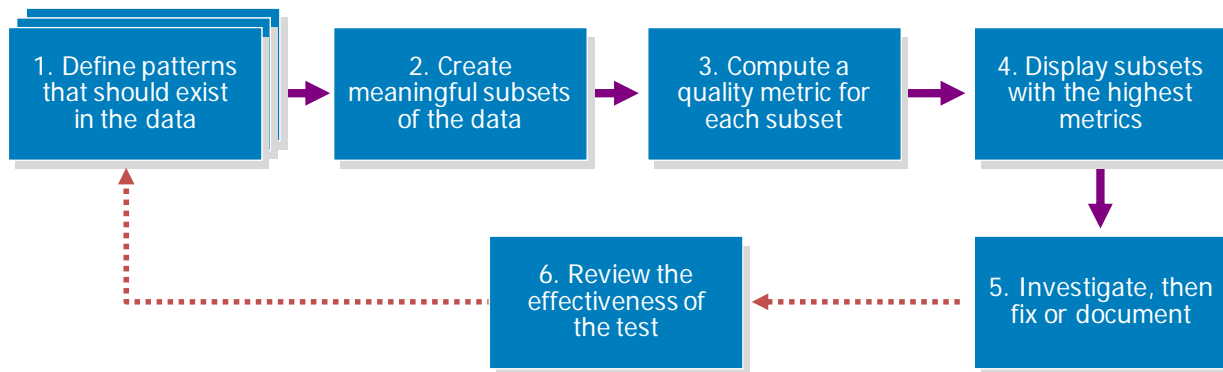 1. Define patterns
that should exist
in the data
2. Create
meaningful subsets
of the data
3. Compute a
quality metric for
each subset
4. Display subsets
with the highest
metrics
5. Investigate, then
fix or document
6. Review the
effectiveness of
the test